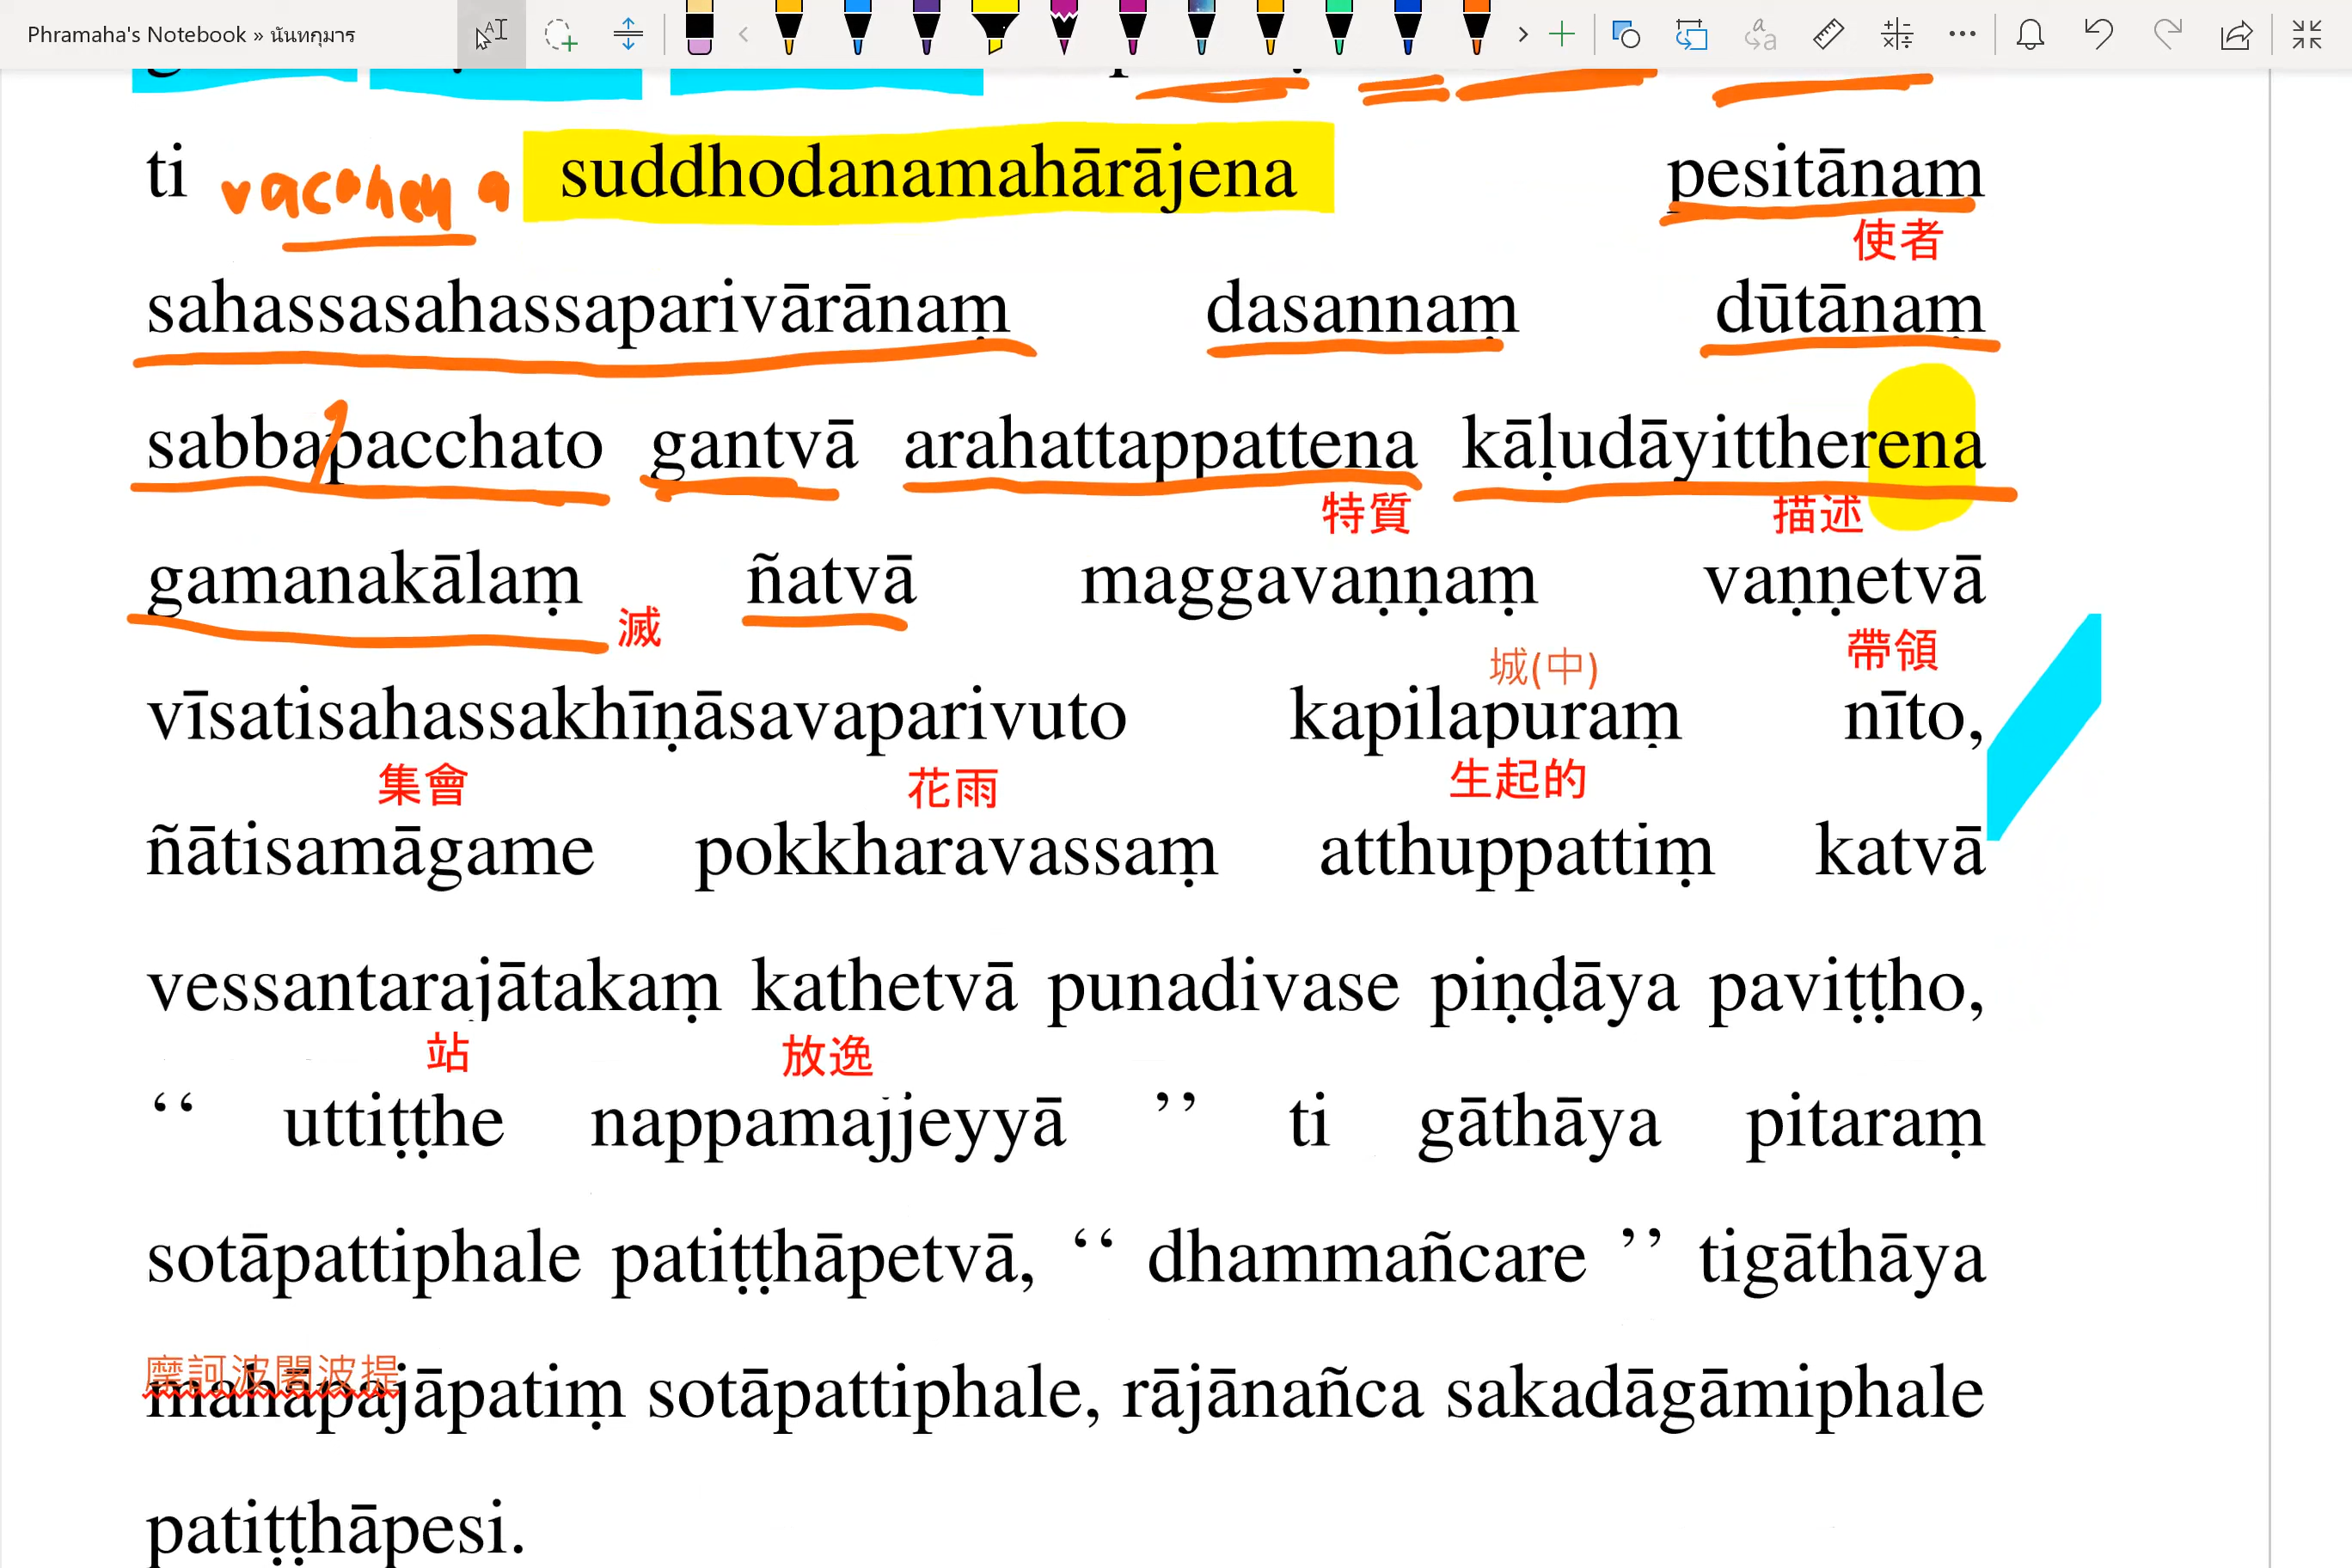 Phramaha's Notebook » นันทกุมาร
ti suddhodanamahārājena pesitānaṃ
使者
sahassasahassaparivārānaṃ dasannaṃ dūtānaṃ
sabbapacchato gantvā arahattappattena kāḷudāyittherena
特質 描述
gamanakālaṃ ñatvā maggavaṇṇaṃ vaṇṇetvā
滅 城(中) 帶領
vīsatisahassakhīṇāsavaparivuto kapilapuraṃ nīto,
集會 花雨 生起的
ñātisamāgame pokkharavassaṃ atthuppattiṃ katvā
vessantarajātakaṃ kathetvā punadivase piṇḍāya paviṭṭho,
站 放逸
‘‘ uttiṭṭhe nappamajjeyyā ’’ ti gāthāya pitaraṃ
sotāpattiphale patiṭṭhāpetvā, ‘‘ dhammañcare ’’ tigāthāya
摩訶波闍波提
mahāpajāpatiṃ sotāpattiphale, rājānañca sakadāgāmiphale
patiṭṭhāpesi.